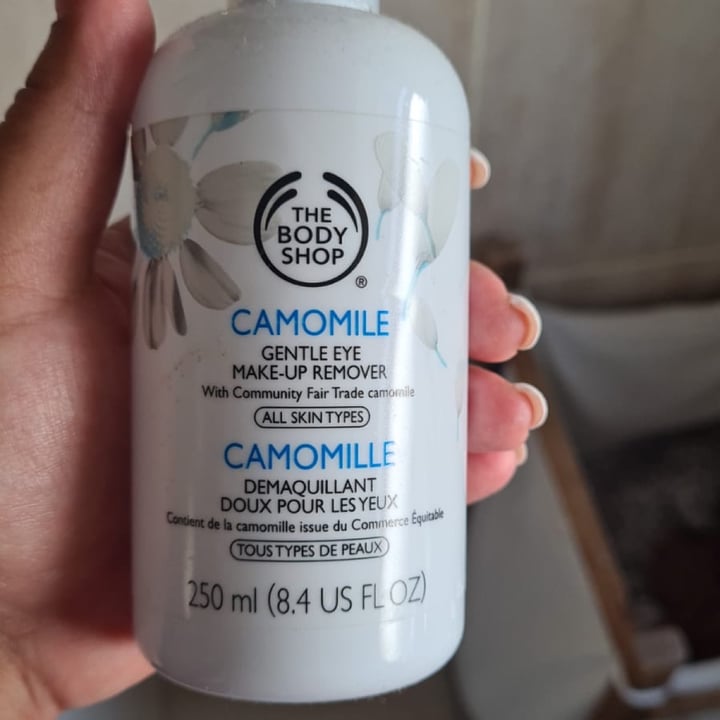 THE
BODY
SHOP
®
CAMOMILE
GENTLE EYE
MAKE-UP REMOVER
With Community Fair Trade camomile
ALL SKIN TYPES
CAMOMILLE
DEMAQUILLANT
DOUX POUR LES YEUX
Contient de la camomille issue du Commerce Équitable
TOUS TYPES DE PEAUX
250 ml (8.4 US FL OZ)